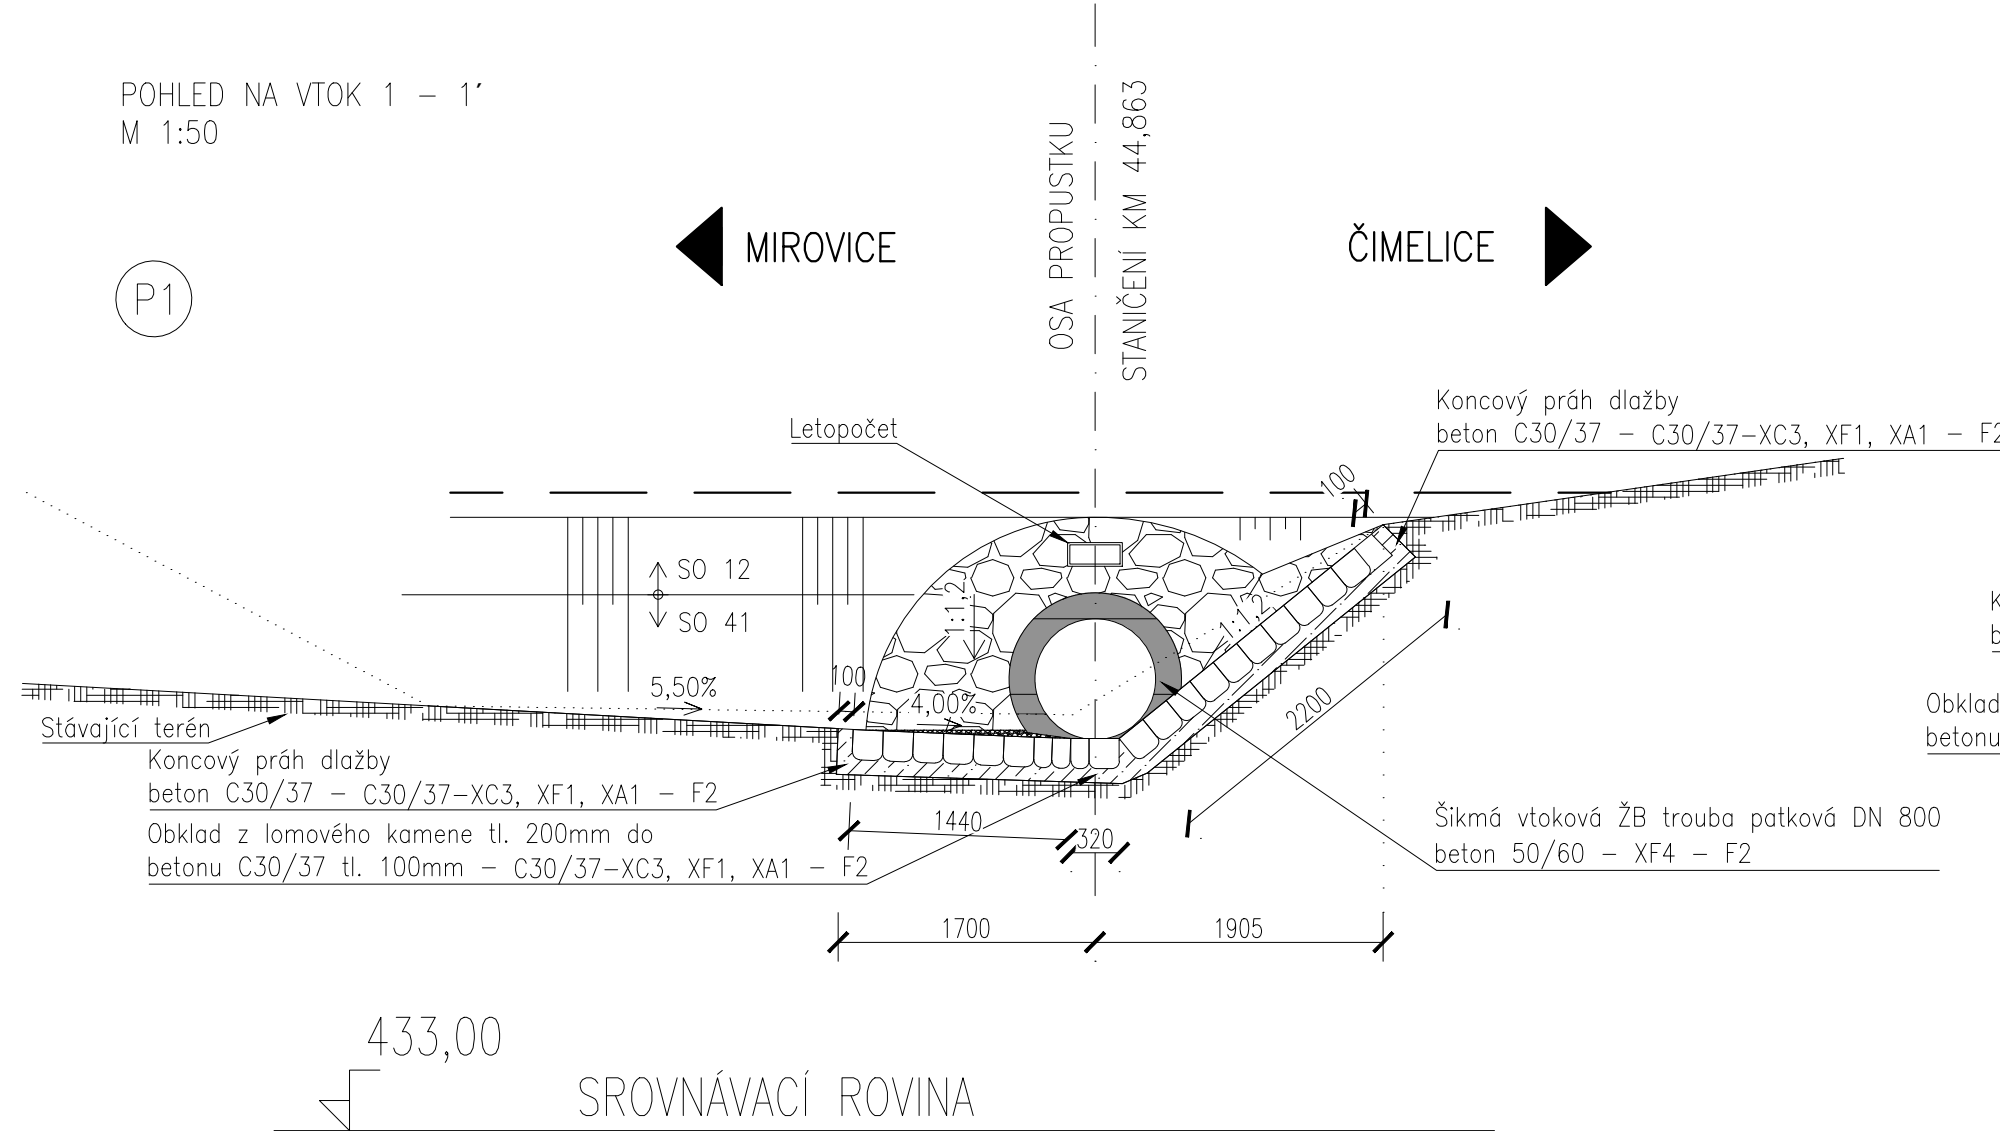 POHLED NA VTOK 1 – 1′
M 1:50
OSA PROPUSTKU
STANIČENÍ KM 44,863
MIROVICE
ČIMELICE
P1
Koncový práh dlažby
beton C30/37 – C30/37–XC3, XF1, XA1 – F2
Letopočet
100
SO 12
SO 41
1:1,2
1:1,2
100
5,50%
4,00%
2200
Stávající terén
Koncový práh dlažby
beton C30/37 – C30/37–XC3, XF1, XA1 – F2
Obklad
betonu
Obklad z lomového kamene tl. 200mm do
betonu C30/37 tl. 100mm – C30/37–XC3, XF1, XA1 – F2
1440
320
Šikmá vtoková ŽB trouba patková DN 800
beton 50/60 – XF4 – F2
1700
1905
433,00
SROVNÁVACÍ ROVINA